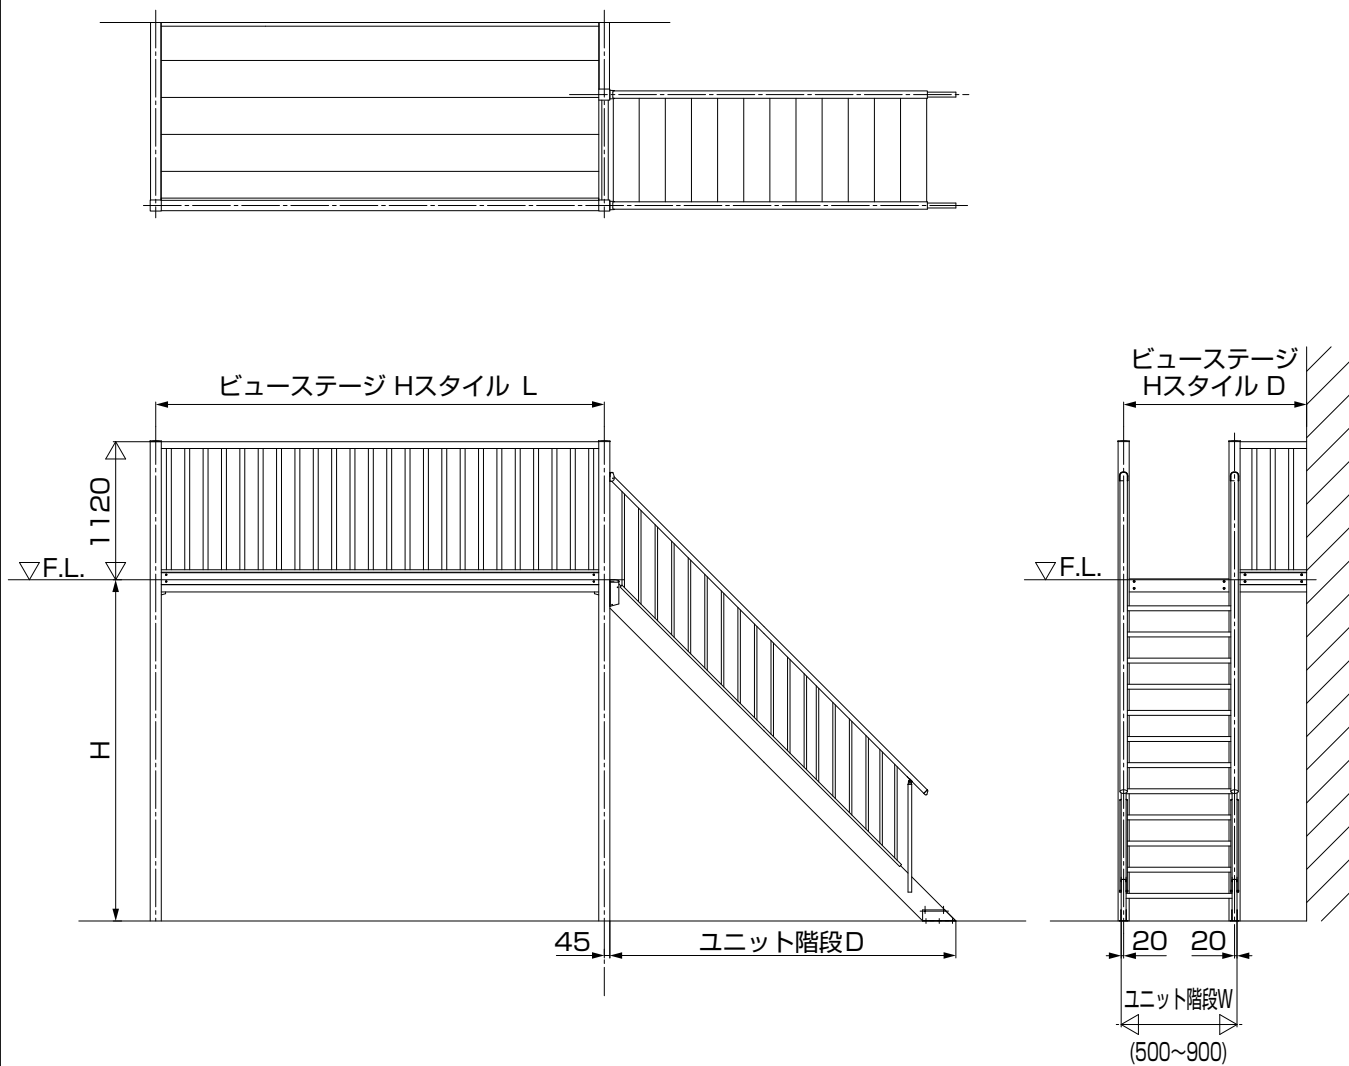 ビューステージ Hスタイル L
1120
F.L.
H
45
ユニット階段D
ビューステージ
Hスタイル D
F.L.
20
20
ユニット階段W
(500~900)